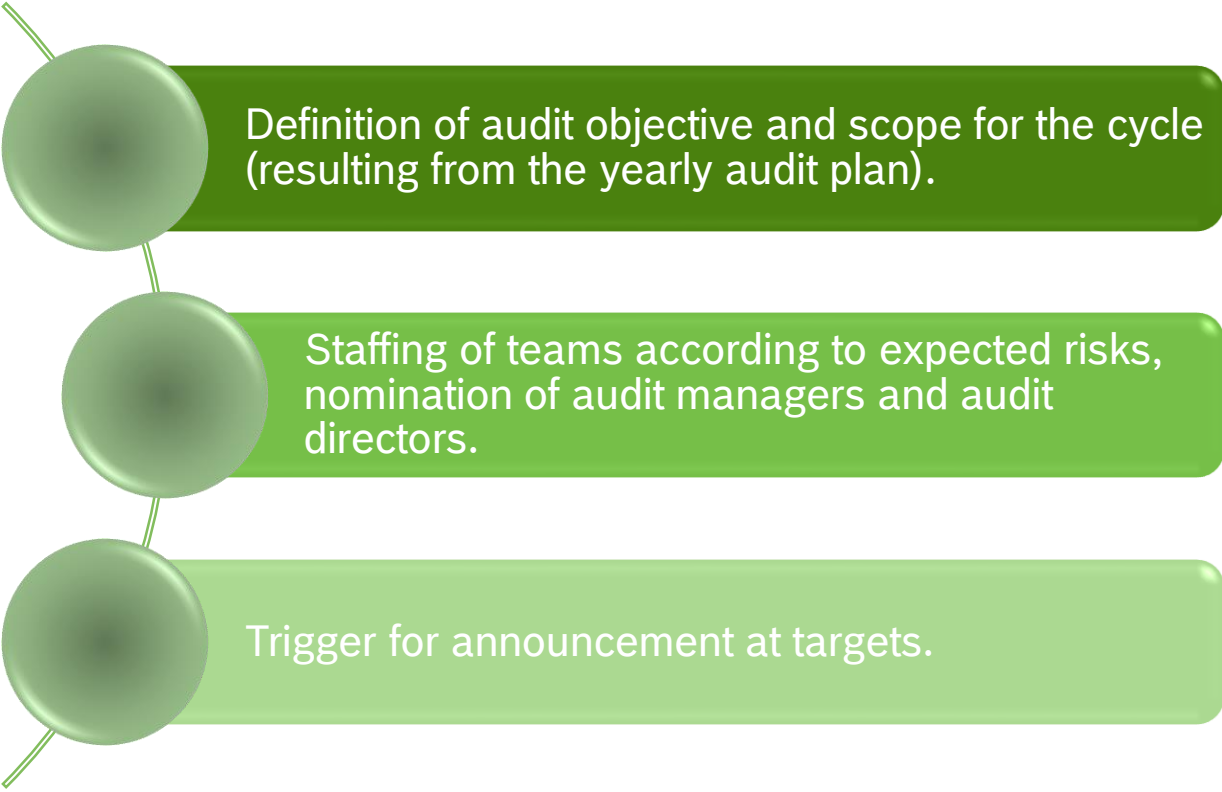 Definition of audit objective and scope for the cycle
(resulting from the yearly audit plan).
Staffing of teams according to expected risks,
nomination of audit managers and audit
directors.
Trigger for announcement at targets.